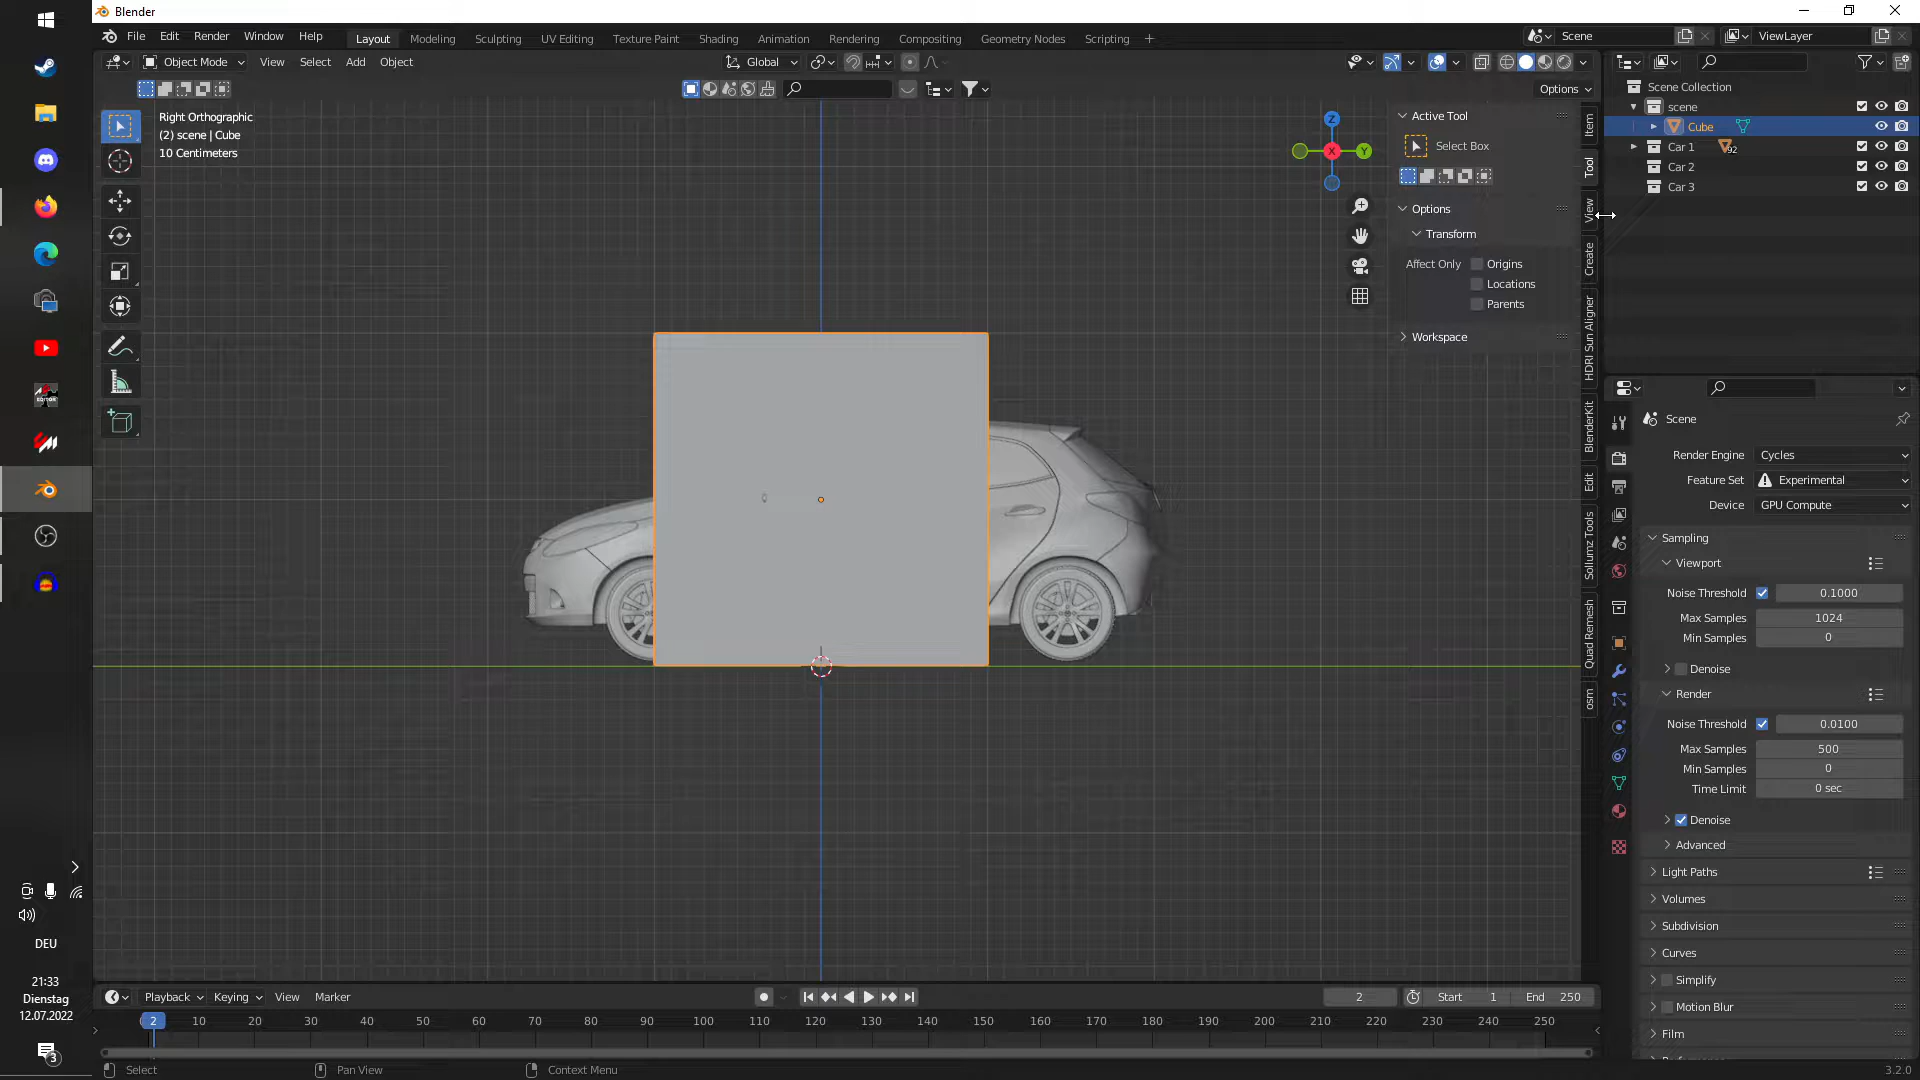 Blender
File Edit Render Window Help
Layout Modeling Sculpting UV Editing Texture Paint Shading Animation Rendering Compositing Geometry Nodes Scripting
Scene
ViewLayer
Object Mode View Select Add Object
Global
Options
Right Orthographic
(2) scene | Cube
10 Centimeters
Z
X
Y
Active Tool
Select Box
Options
Transform
Affect Only Origins
Locations
Parents
Workspace
Item
Tool
View
Create
HDRI Sun Aligner
BlenderKit
Edit
Sollumz Tools
Quad Remesh
osm
Scene Collection
scene
Cube
Car 1 92
Car 2
Car 3
Scene
Render Engine Cycles
Feature Set Experimental
Device GPU Compute
Sampling
Viewport
Noise Threshold 0.1000
Max Samples 1024
Min Samples 0
Denoise
Render
Noise Threshold 0.0100
Max Samples 500
Min Samples 0
Time Limit 0 sec
Denoise
Advanced
Light Paths
Volumes
Subdivision
Curves
Simplify
Motion Blur
Film
Playback Keying View Marker
2 Start 1 End 250
2 10 20 30 40 50 60 70 80 90 100 110 120 130 140 150 160 170 180 190 200 210 220 230 240 250
Select Pan View Context Menu
3.2.0
EDITOR
DEU
21:33
Dienstag
12.07.2022
3